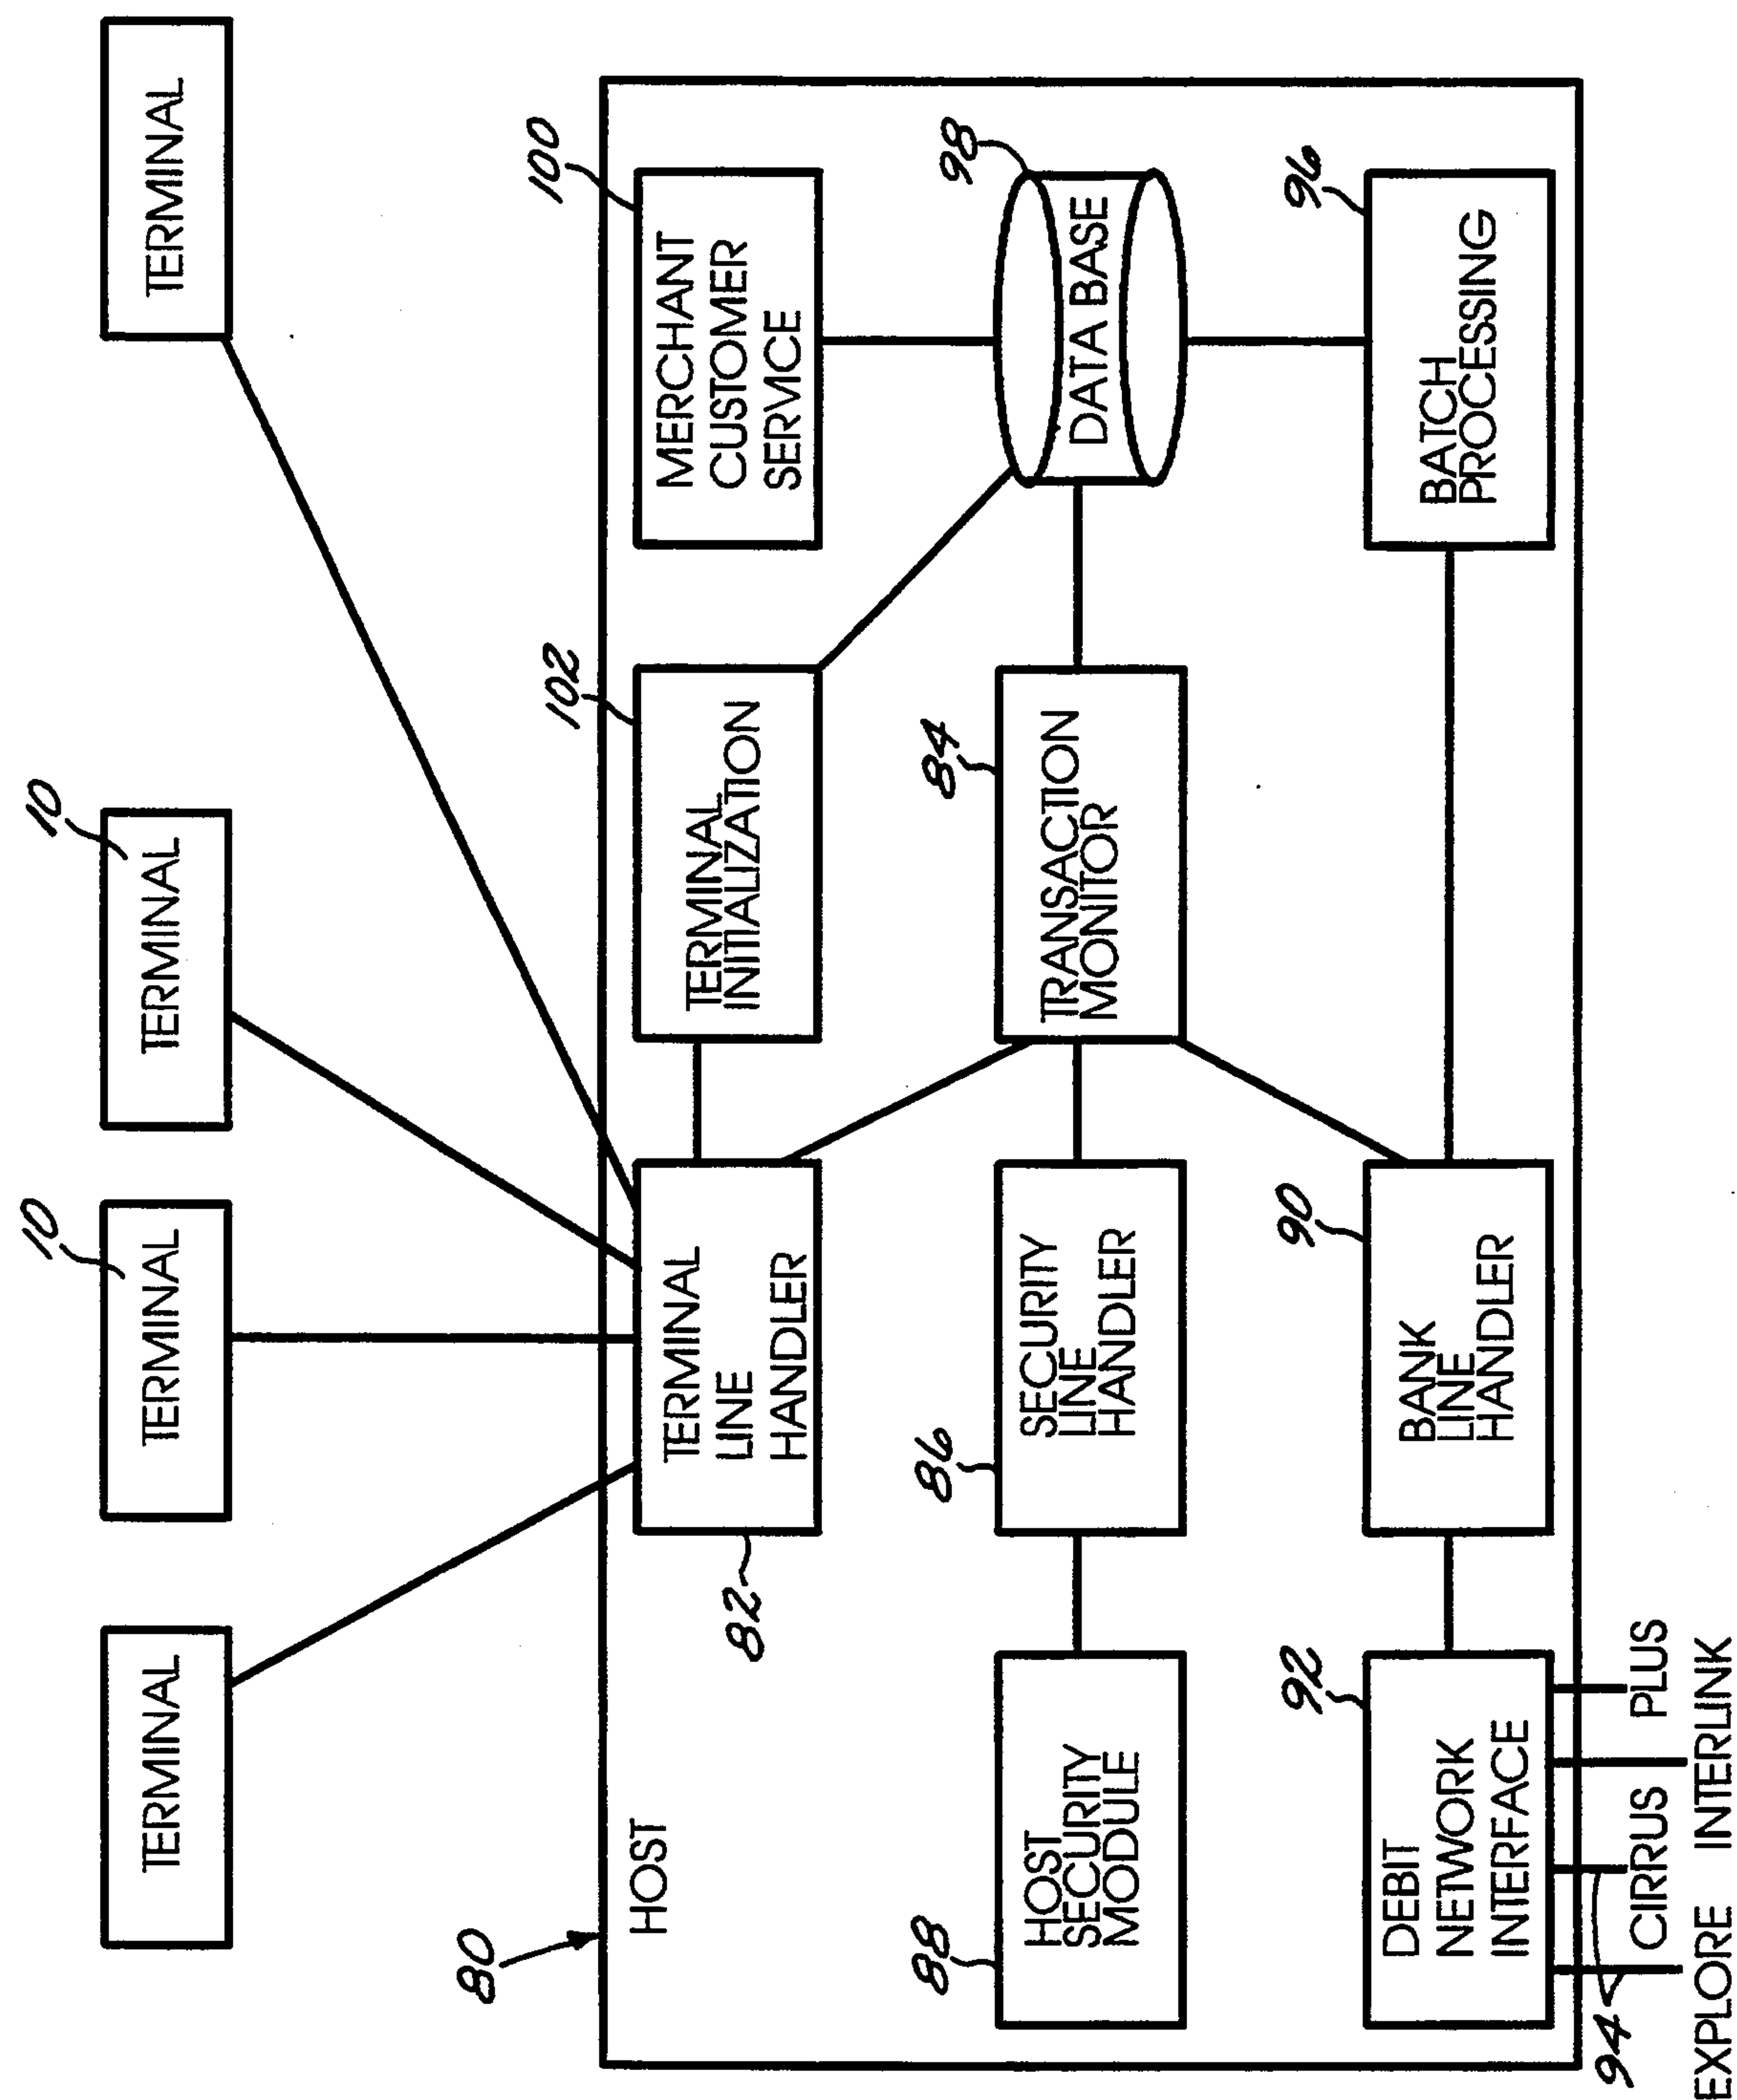 TERMINAL
10
TERMINAL
10
TERMINAL
TERMINAL
80
HOST
TERMINAL
LINE
HANDLER
82
102
TERMINAL
INITIALIZATION
100
MERCHANT
CUSTOMER
SERVICE
88
HOST
SECURITY
MODULE
86
SECURITY
LINE
HANDLER
84
TRANSACTION
MONITOR
98
DATA BASE
92
DEBIT
NETWORK
INTERFACE
90
BANK
LINE
HANDLER
96
BATCH
PROCESSING
94
CIRRUS PLUS
EXPLORE INTERLINK